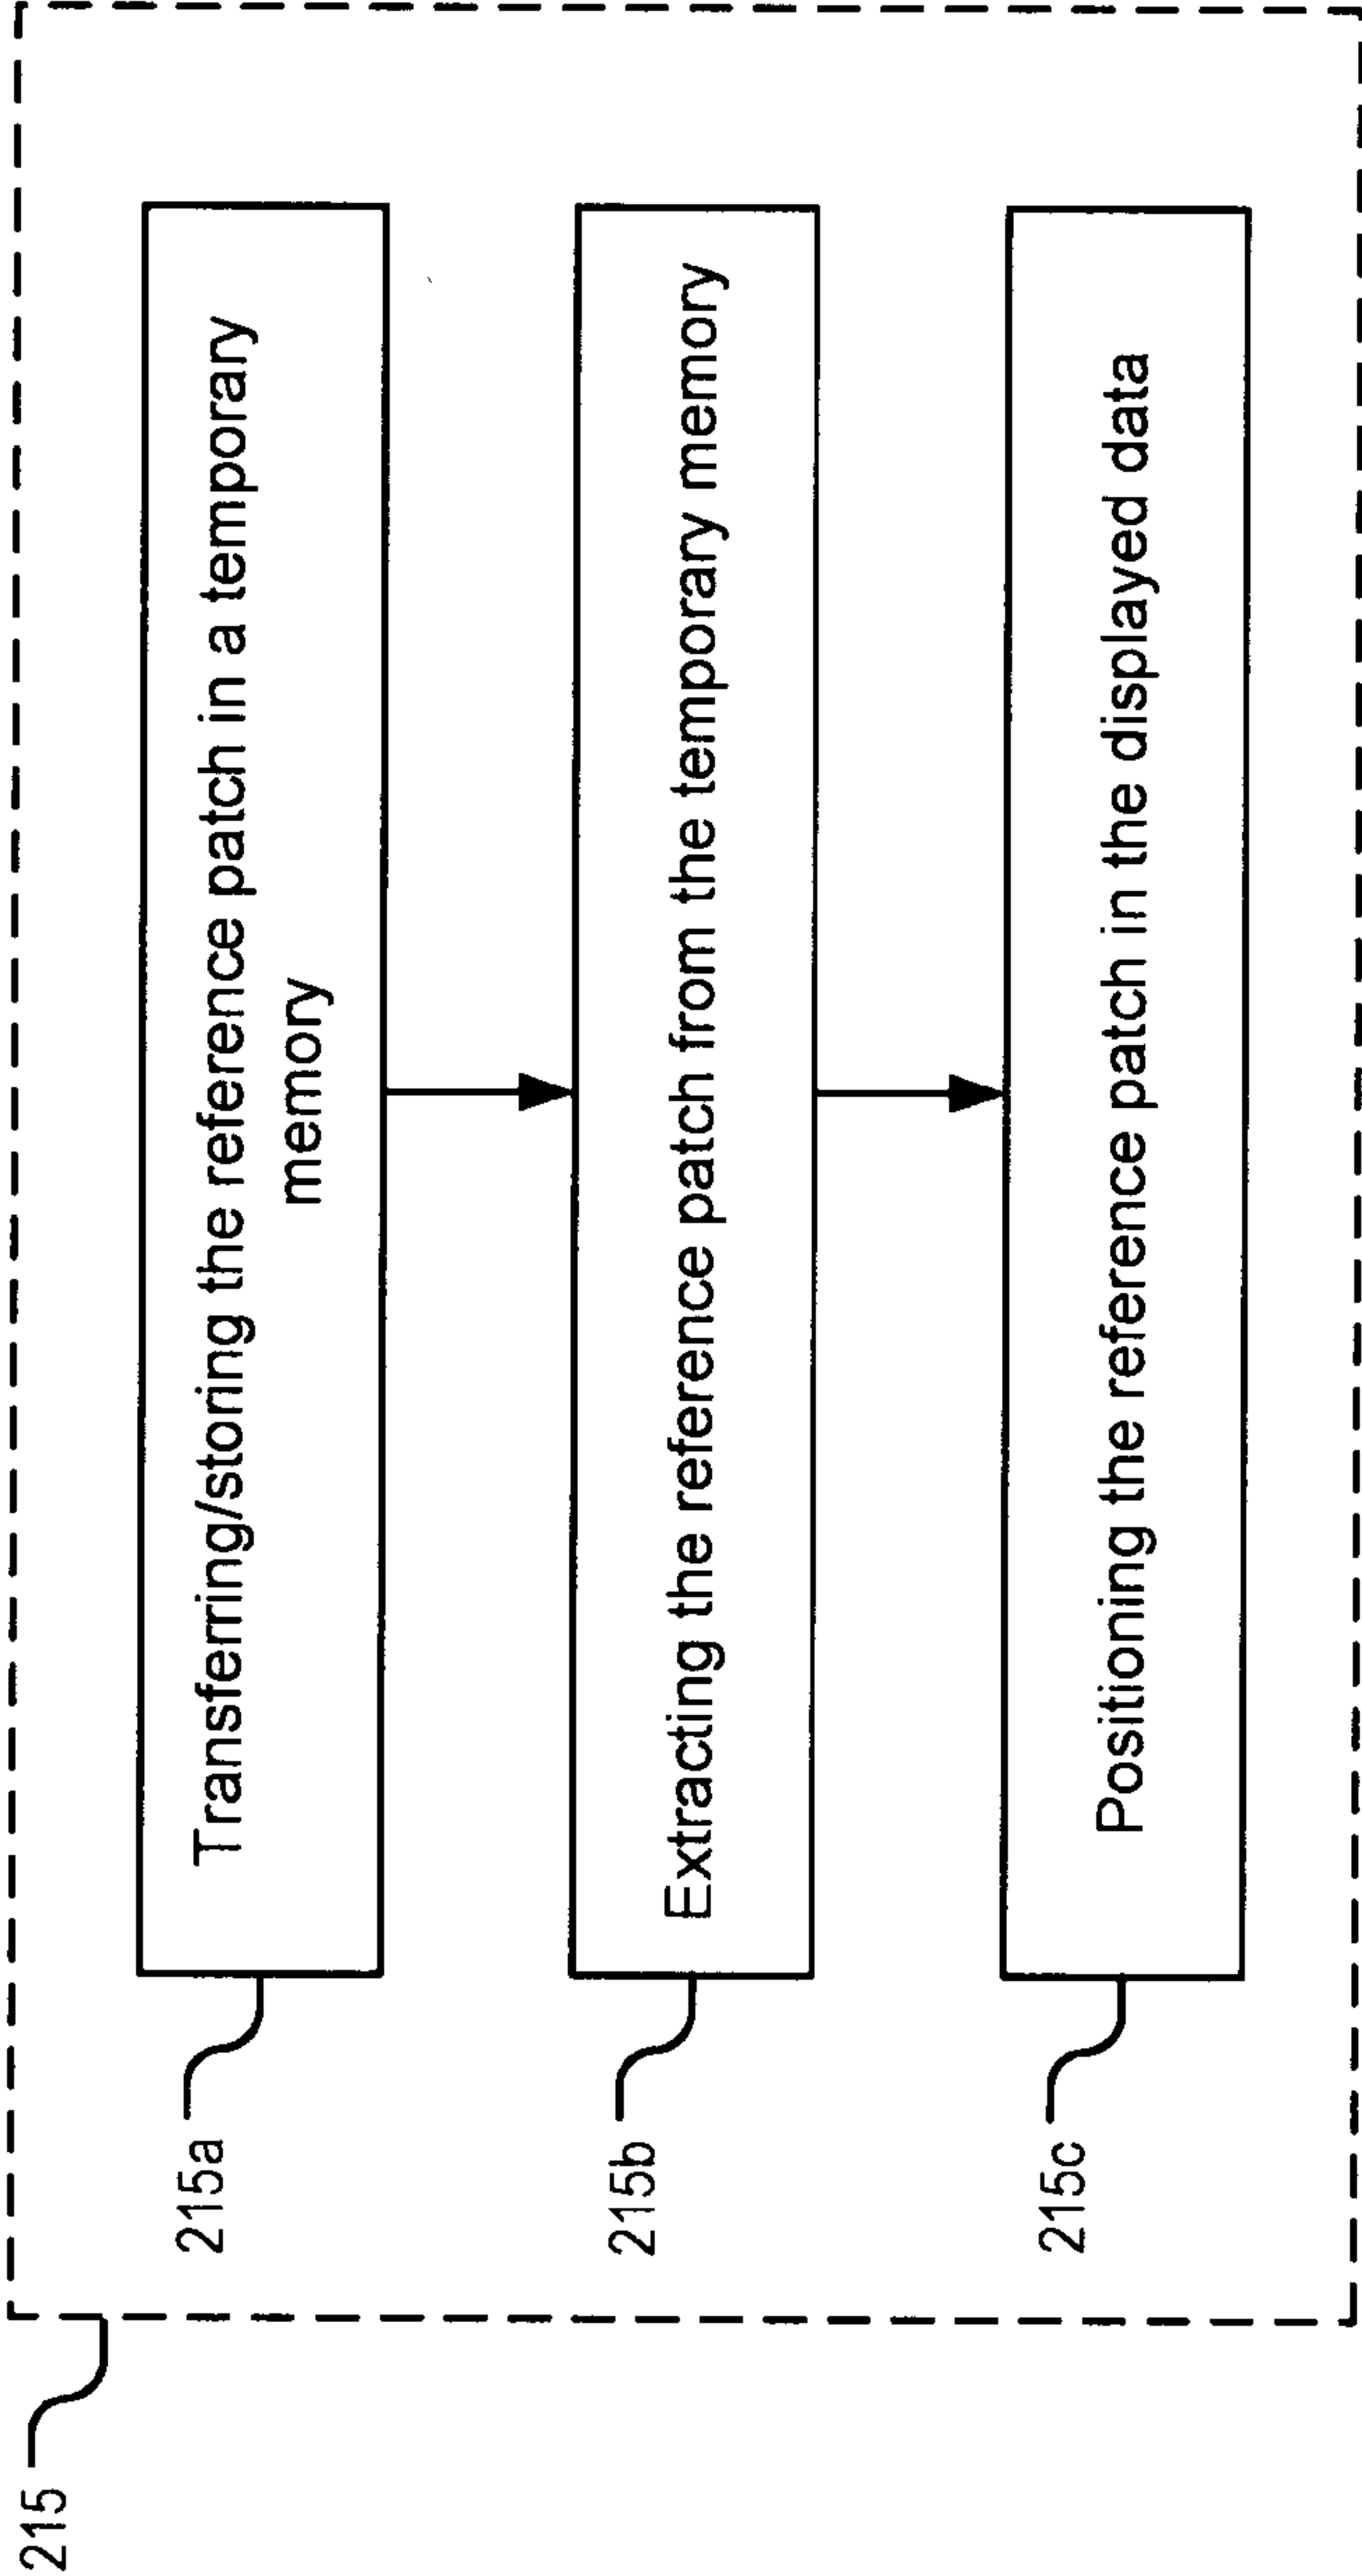 215
215a
Transferring/storing the reference patch in a temporary
memory
215b
Extracting the reference patch from the temporary memory
215c
Positioning the reference patch in the displayed data